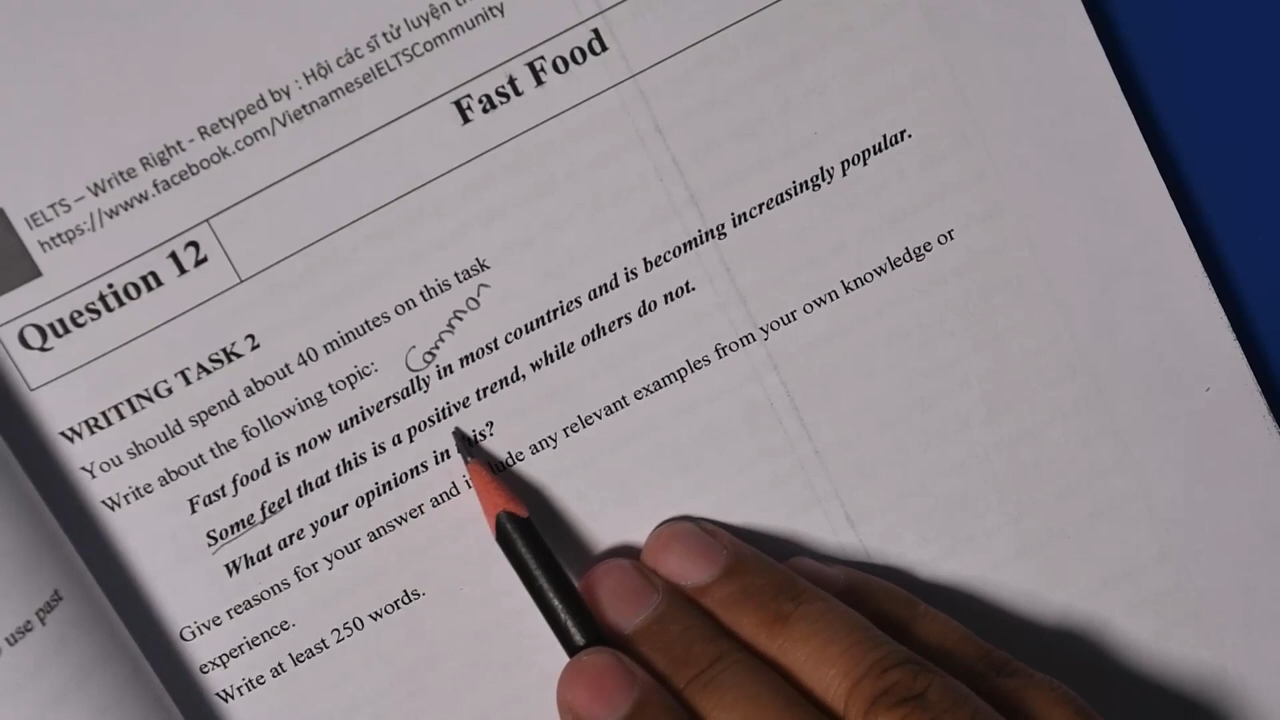 IELTS – Write Right - Retyped by : Hội các sĩ tử luyện
https://www.facebook.com/VietnameseIELTSCommunity
Question 12
Fast Food
WRITING TASK 2
You should spend about 40 minutes on this task
Write about the following topic:
Common
Fast food is now universally in most countries and is becoming increasingly popular.
Some feel that this is a positive trend, while others do not.
What are your opinions in this?
Give reasons for your answer and include any relevant examples from your own knowledge or
experience.
Write at least 250 words.
use past